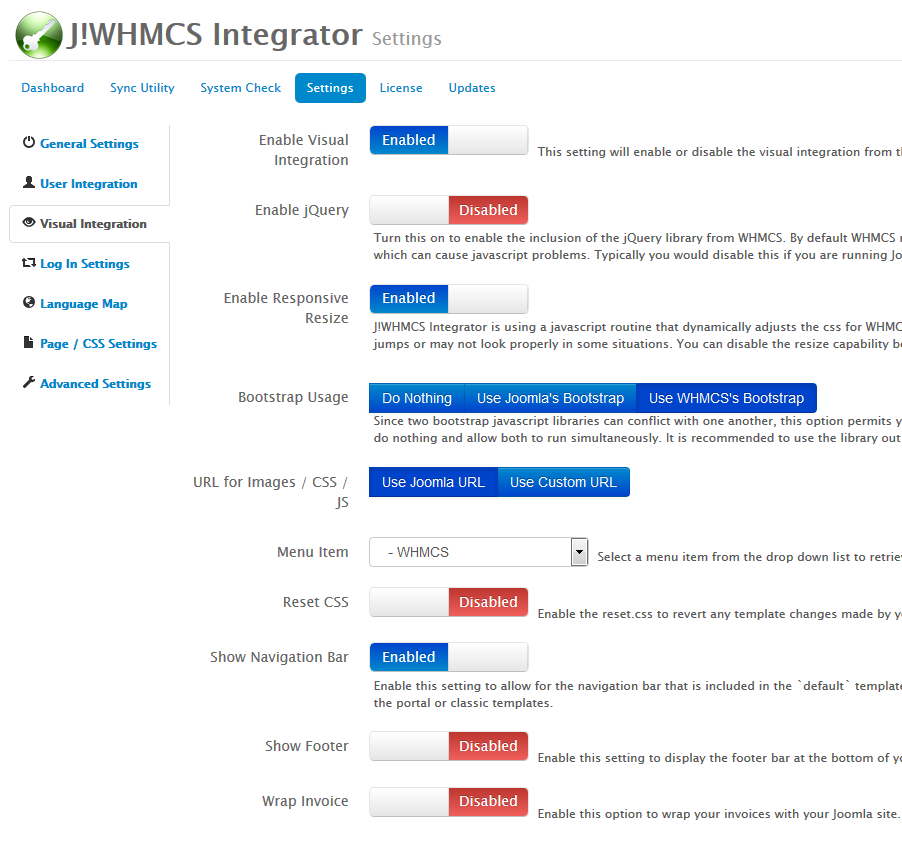 J!WHMCS Integrator Settings
Dashboard Sync Utility System Check Settings License Updates
General Settings
User Integration
Visual Integration
Log In Settings
Language Map
Page / CSS Settings
Advanced Settings
Enable Visual
Integration
Enabled
This setting will enable or disable the visual integration from
Enable jQuery
Disabled
Turn this on to enable the inclusion of the jQuery library from WHMCS. By default WHMCS
which can cause javascript problems. Typically you would disable this if you are running
Enable Responsive
Resize
Enabled
J!WHMCS Integrator is using a javascript routine that dynamically adjusts the css for
jumps or may not look properly in some situations. You can disable the resize capability
Bootstrap Usage
Do Nothing Use Joomla's Bootstrap Use WHMCS's Bootstrap
Since two bootstrap javascript libraries can conflict with one another, this option permits
do nothing and allow both to run simultaneously. It is recommended to use the library out
URL for Images / CSS /
JS
Use Joomla URL Use Custom URL
Menu Item
- WHMCS
Select a menu item from the drop down list to
Reset CSS
Disabled
Enable the reset.css to revert any template changes made by
Show Navigation Bar
Enabled
Enable this setting to allow for the navigation bar that is included in the `default`
the portal or classic templates.
Show Footer
Disabled
Enable this setting to display the footer bar at the bottom of
Wrap Invoice
Disabled
Enable this option to wrap your invoices with your Joomla site.